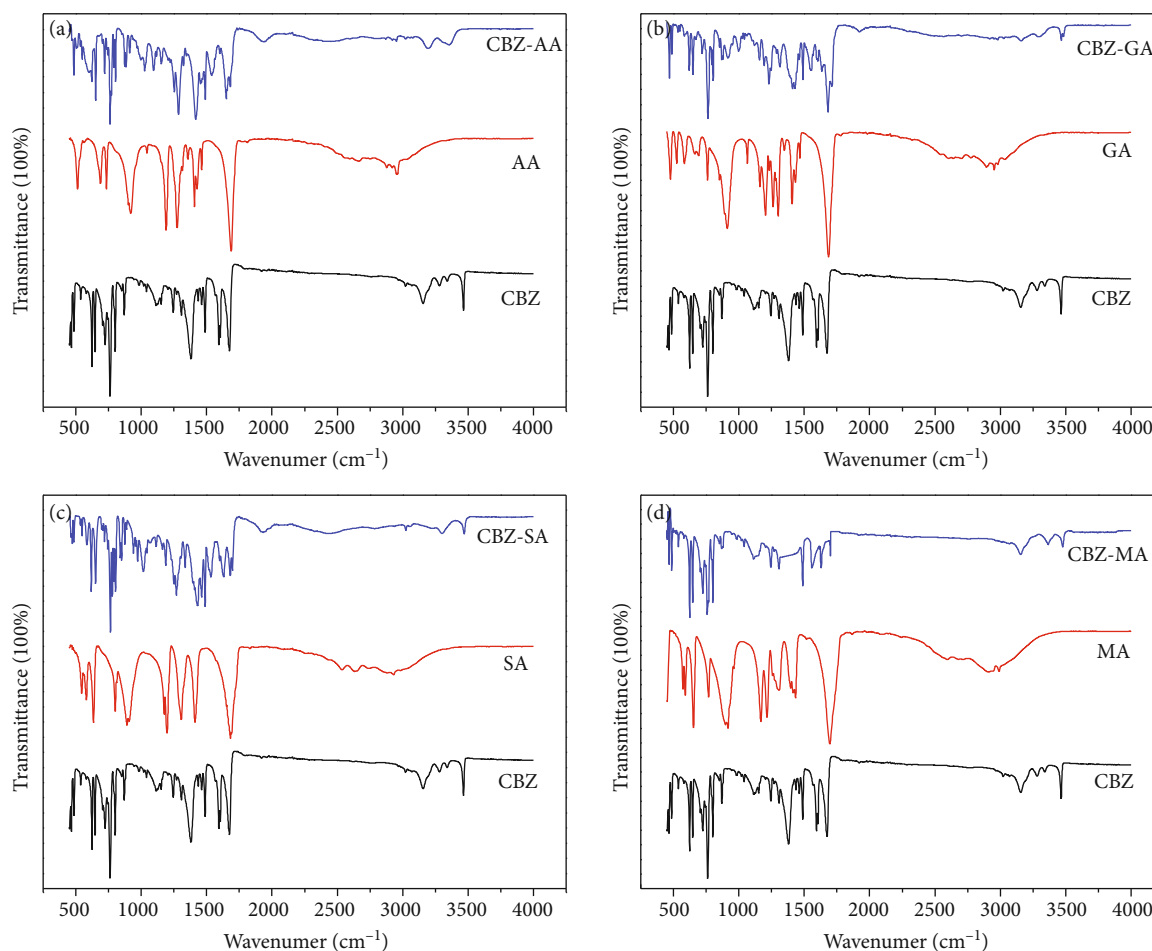 (a)
CBZ-AA
AA
CBZ
Transmittance (100%)
500 1000 1500 2000 2500 3000 3500 4000
Wavenumer (cm⁻¹)
(b)
CBZ-GA
GA
CBZ
Transmittance (100%)
500 1000 1500 2000 2500 3000 3500 4000
Wavenumer (cm⁻¹)
(c)
CBZ-SA
SA
CBZ
Transmittance (100%)
500 1000 1500 2000 2500 3000 3500 4000
Wavenumer (cm⁻¹)
(d)
CBZ-MA
MA
CBZ
Transmittance (100%)
500 1000 1500 2000 2500 3000 3500 4000
Wavenumer (cm⁻¹)